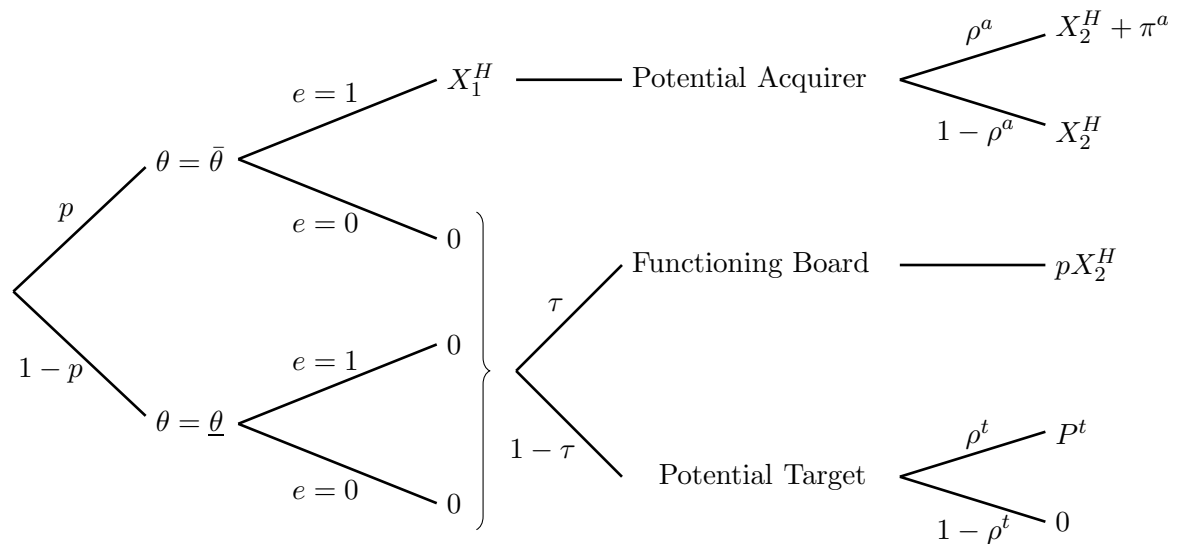 ρ^a
X_2^H + π^a
e = 1
X_1^H
Potential Acquirer
1 − ρ^a
X_2^H
p
θ = θ̄
e = 0
0
Functioning Board
pX_2^H
τ
1 − p
e = 1
0
θ = θ̲
1 − τ
ρ^t
P^t
Potential Target
e = 0
0
1 − ρ^t
0